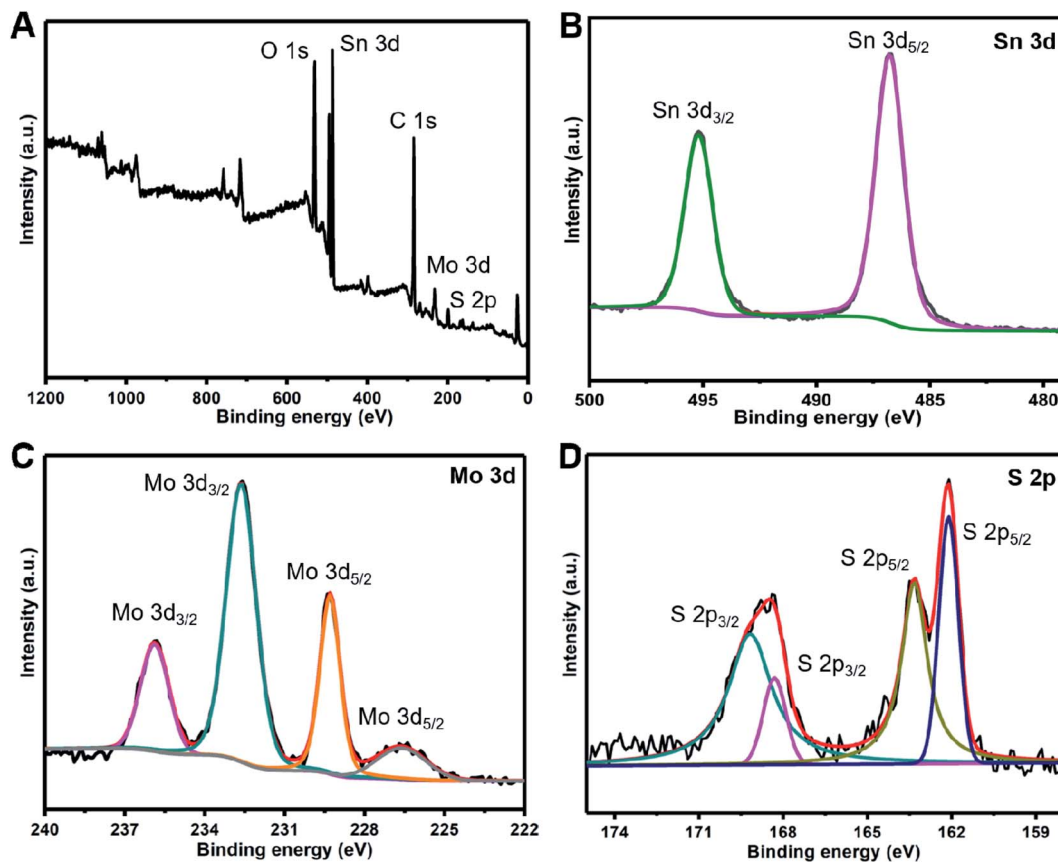 A
O 1s
Sn 3d
C 1s
Mo 3d
S 2p
Intensity (a.u.)
1200 1000 800 600 400 200 0
Binding energy (eV)
B
Sn 3d
Sn 3d5/2
Sn 3d3/2
Intensity (a.u.)
500 495 490 485 480
Binding energy (eV)
C
Mo 3d
Mo 3d3/2
Mo 3d5/2
Mo 3d3/2
Mo 3d5/2
Intensity (a.u.)
240 237 234 231 228 225 222
Binding energy (eV)
D
S 2p
S 2p5/2
S 2p5/2
S 2p3/2
S 2p3/2
Intensity (a.u.)
174 171 168 165 162 159
Binding energy (eV)